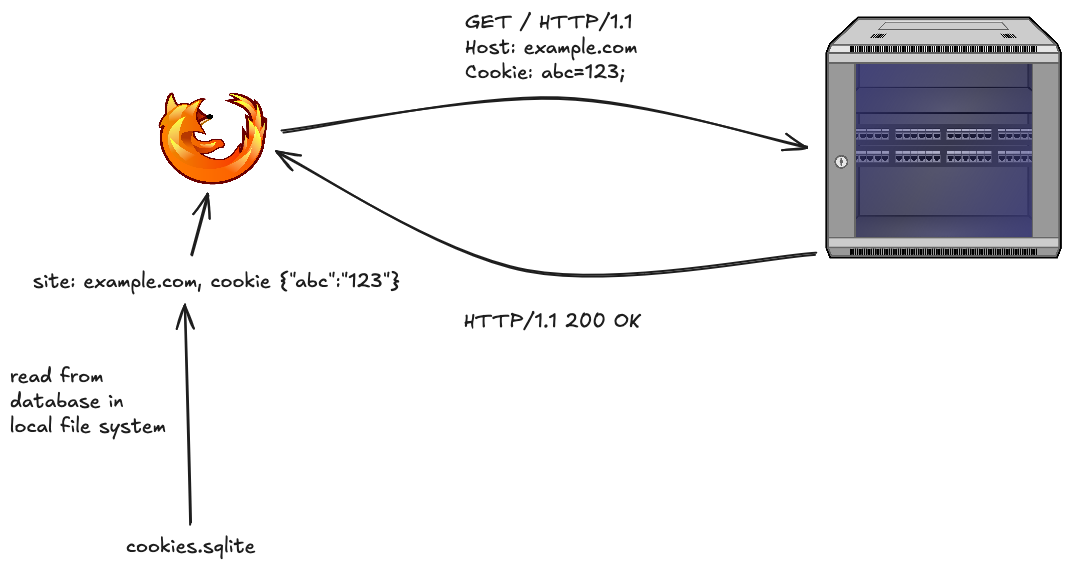 GET / HTTP/1.1
Host: example.com
Cookie: abc=123;
site: example.com, cookie {"abc":"123"}
HTTP/1.1 200 OK
read from
database in
local file system
cookies.sqlite